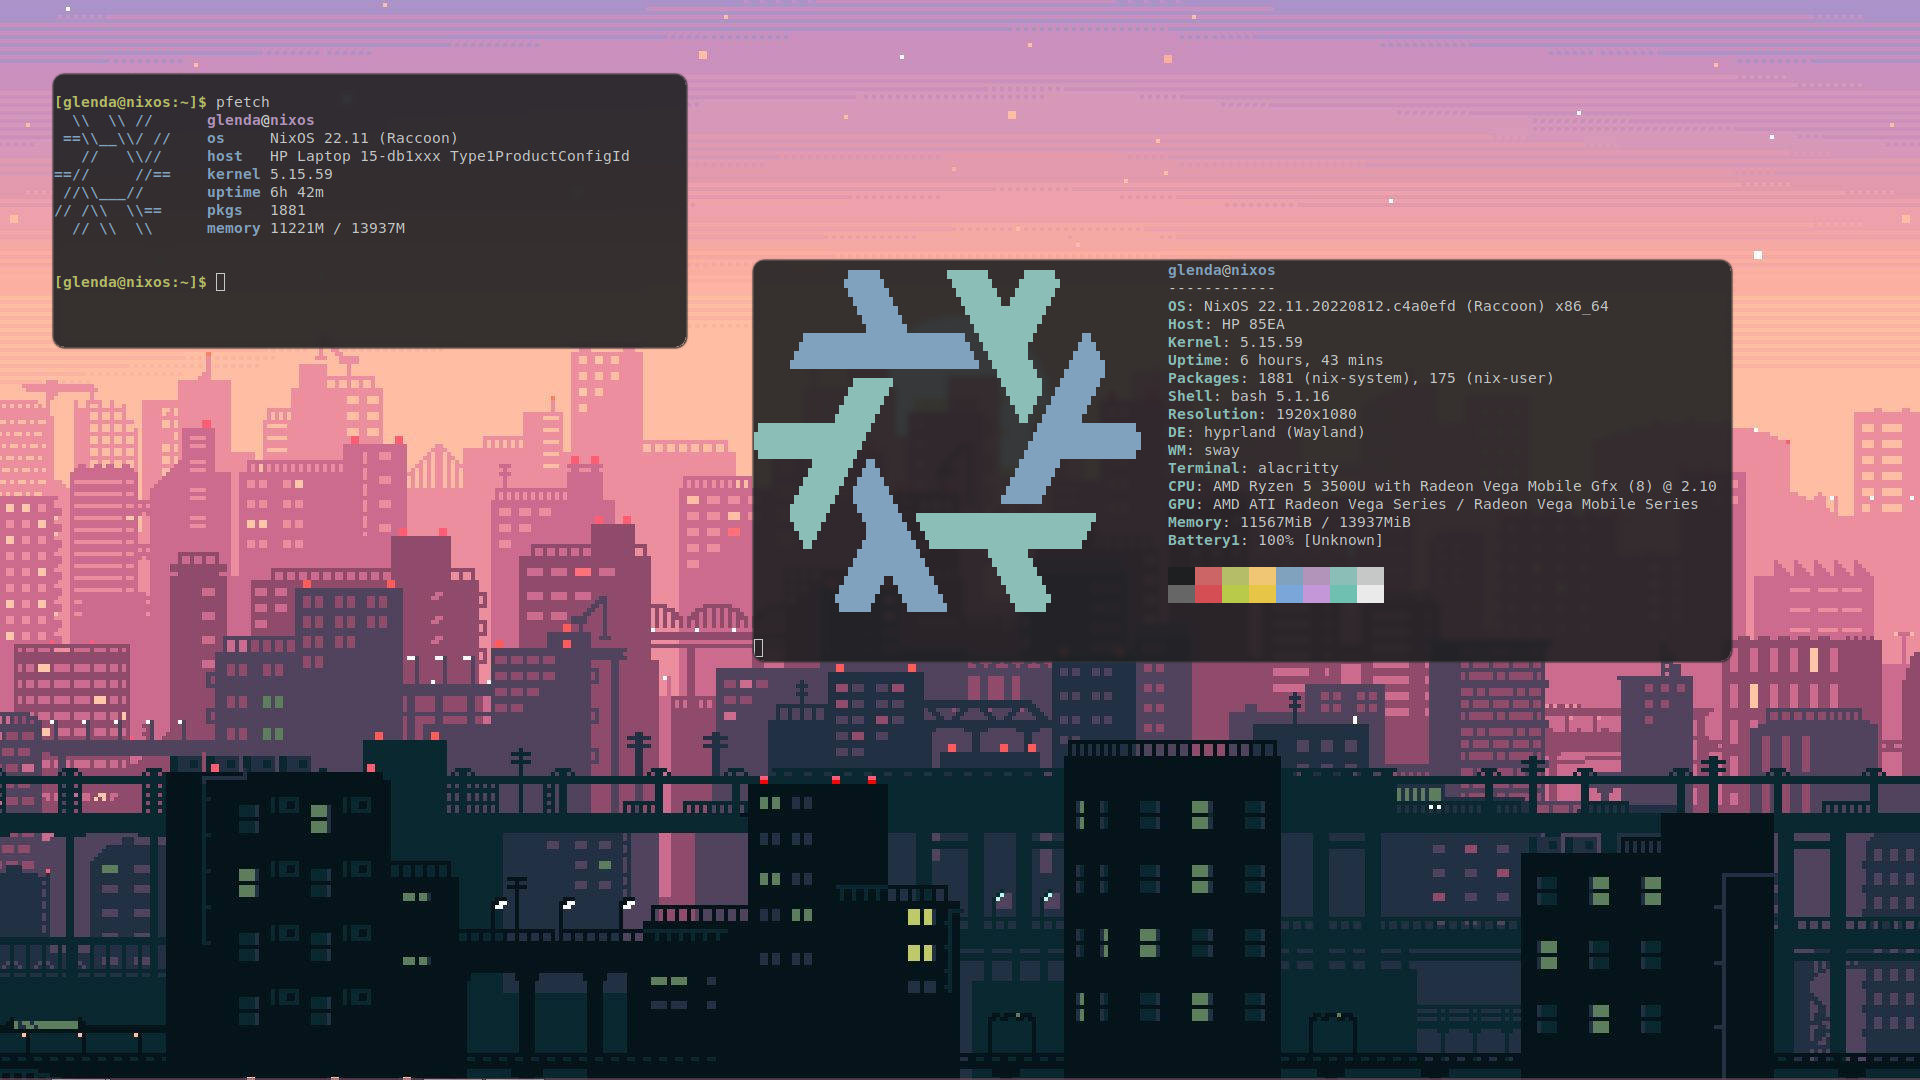 [glenda@nixos:~]$ pfetch
  \\  \\ //      glenda@nixos
 ==\\__\\/ //    os     NixOS 22.11 (Raccoon)
   //   \\//     host   HP Laptop 15-db1xxx Type1ProductConfigId
==//     //==    kernel 5.15.59
 //\\___//       uptime 6h 42m
// /\\  \\==     pkgs   1881
  // \\  \\      memory 11221M / 13937M
[glenda@nixos:~]$
glenda@nixos
------------
OS: NixOS 22.11.20220812.c4a0efd (Raccoon) x86_64
Host: HP 85EA
Kernel: 5.15.59
Uptime: 6 hours, 43 mins
Packages: 1881 (nix-system), 175 (nix-user)
Shell: bash 5.1.16
Resolution: 1920x1080
DE: hyprland (Wayland)
WM: sway
Terminal: alacritty
CPU: AMD Ryzen 5 3500U with Radeon Vega Mobile Gfx (8) @ 2.10
GPU: AMD ATI Radeon Vega Series / Radeon Vega Mobile Series
Memory: 11567MiB / 13937MiB
Battery1: 100% [Unknown]